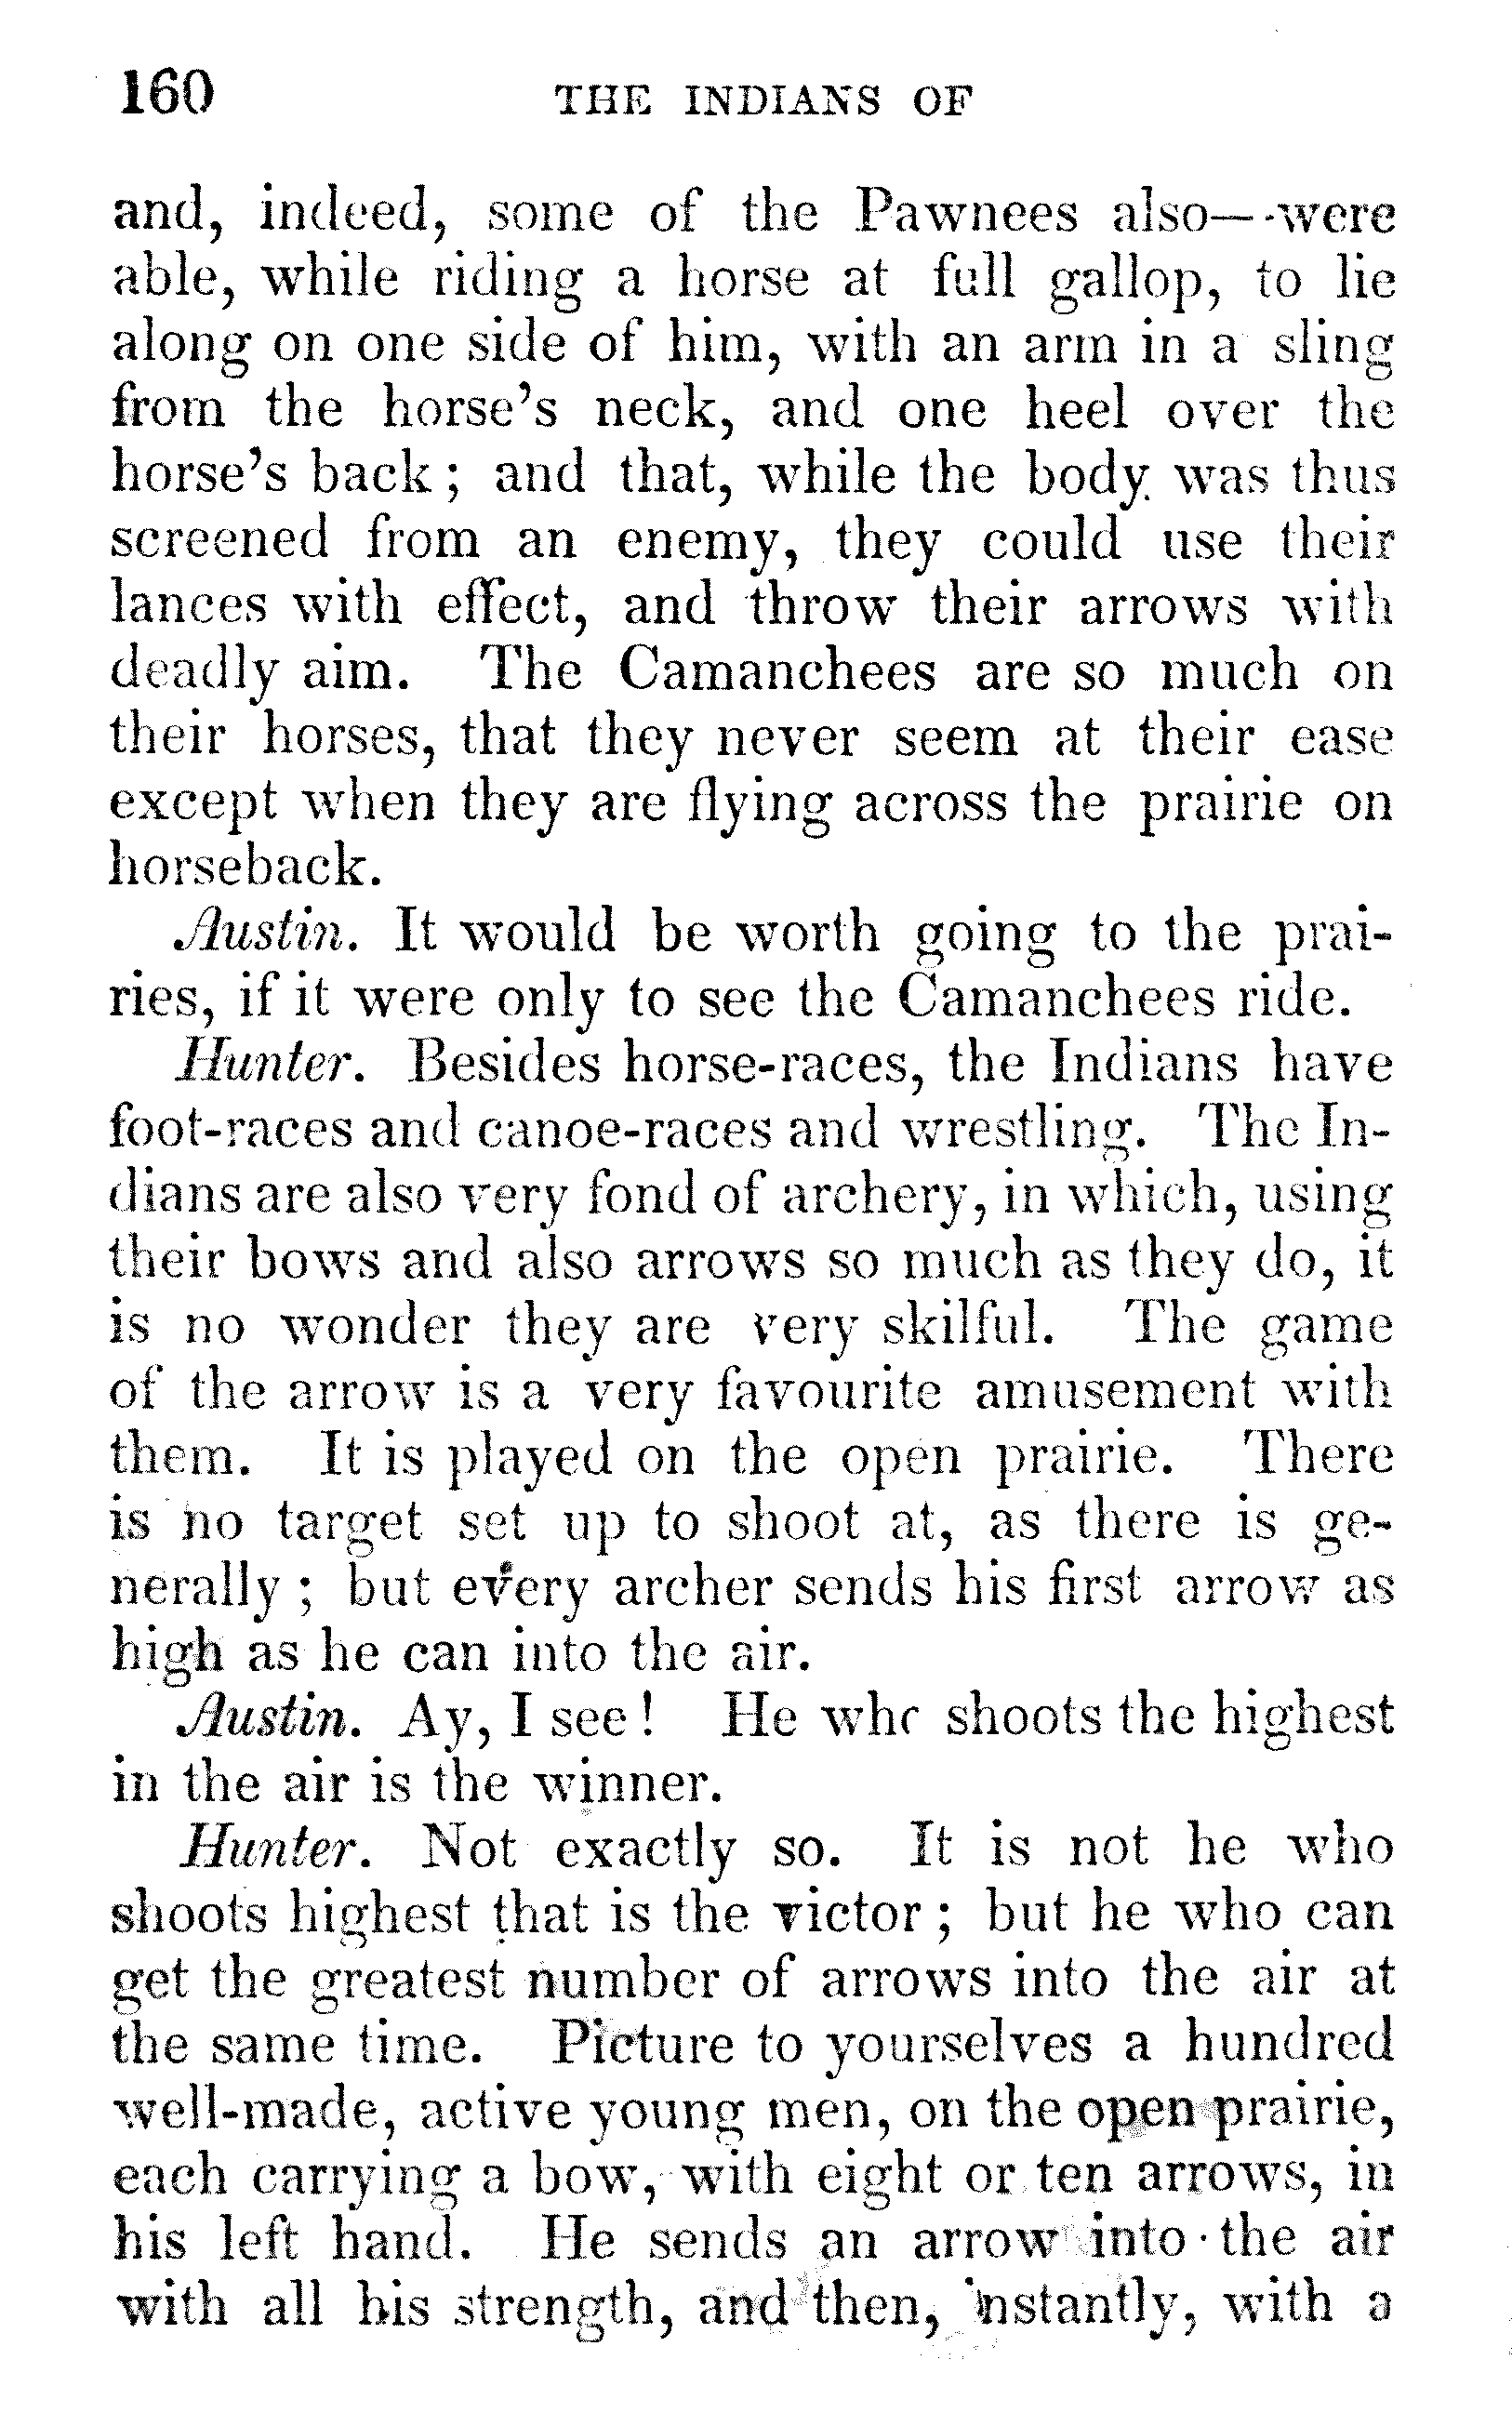 160 THE INDIANS OF
and, indeed, some of the Pawnees also—were
able, while riding a horse at full gallop, to lie
along on one side of him, with an arm in a sling
from the horse's neck, and one heel over the
horse's back; and that, while the body was thus
screened from an enemy, they could use their
lances with effect, and throw their arrows with
deadly aim. The Camanchees are so much on
their horses, that they never seem at their ease
except when they are flying across the prairie on
horseback.
Austin. It would be worth going to the prai-
ries, if it were only to see the Camanchees ride.
Hunter. Besides horse-races, the Indians have
foot-races and canoe-races and wrestling. The In-
dians are also very fond of archery, in which, using
their bows and also arrows so much as they do, it
is no wonder they are very skilful. The game
of the arrow is a very favourite amusement with
them. It is played on the open prairie. There
is no target set up to shoot at, as there is ge-
nerally; but every archer sends his first arrow as
high as he can into the air.
Austin. Ay, I see! He who shoots the highest
in the air is the winner.
Hunter. Not exactly so. It is not he who
shoots highest that is the victor; but he who can
get the greatest number of arrows into the air at
the same time. Picture to yourselves a hundred
well-made, active young men, on the open prairie,
each carrying a bow, with eight or ten arrows, in
his left hand. He sends an arrow into the air
with all his strength, and then, instantly, with a